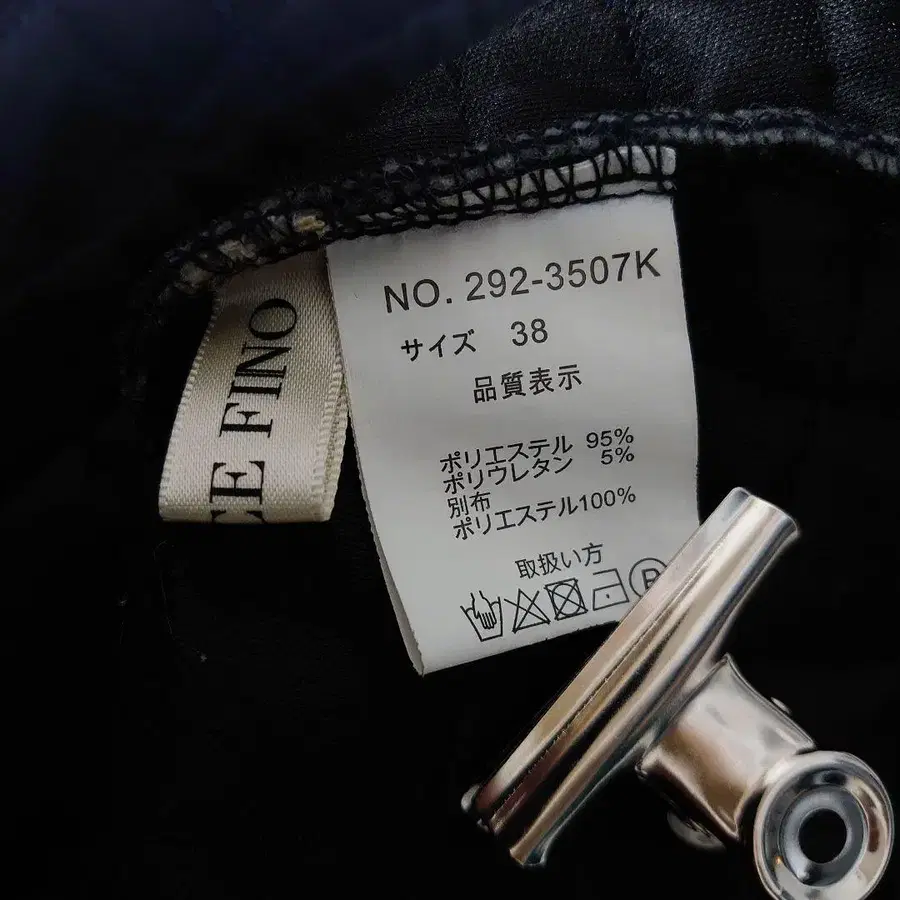 CE FINO
NO. 292-3507K
サイズ 38
品質表示
ポリエステル 95%
ポリウレタン 5%
別布
ポリエステル100%
取扱い方
P